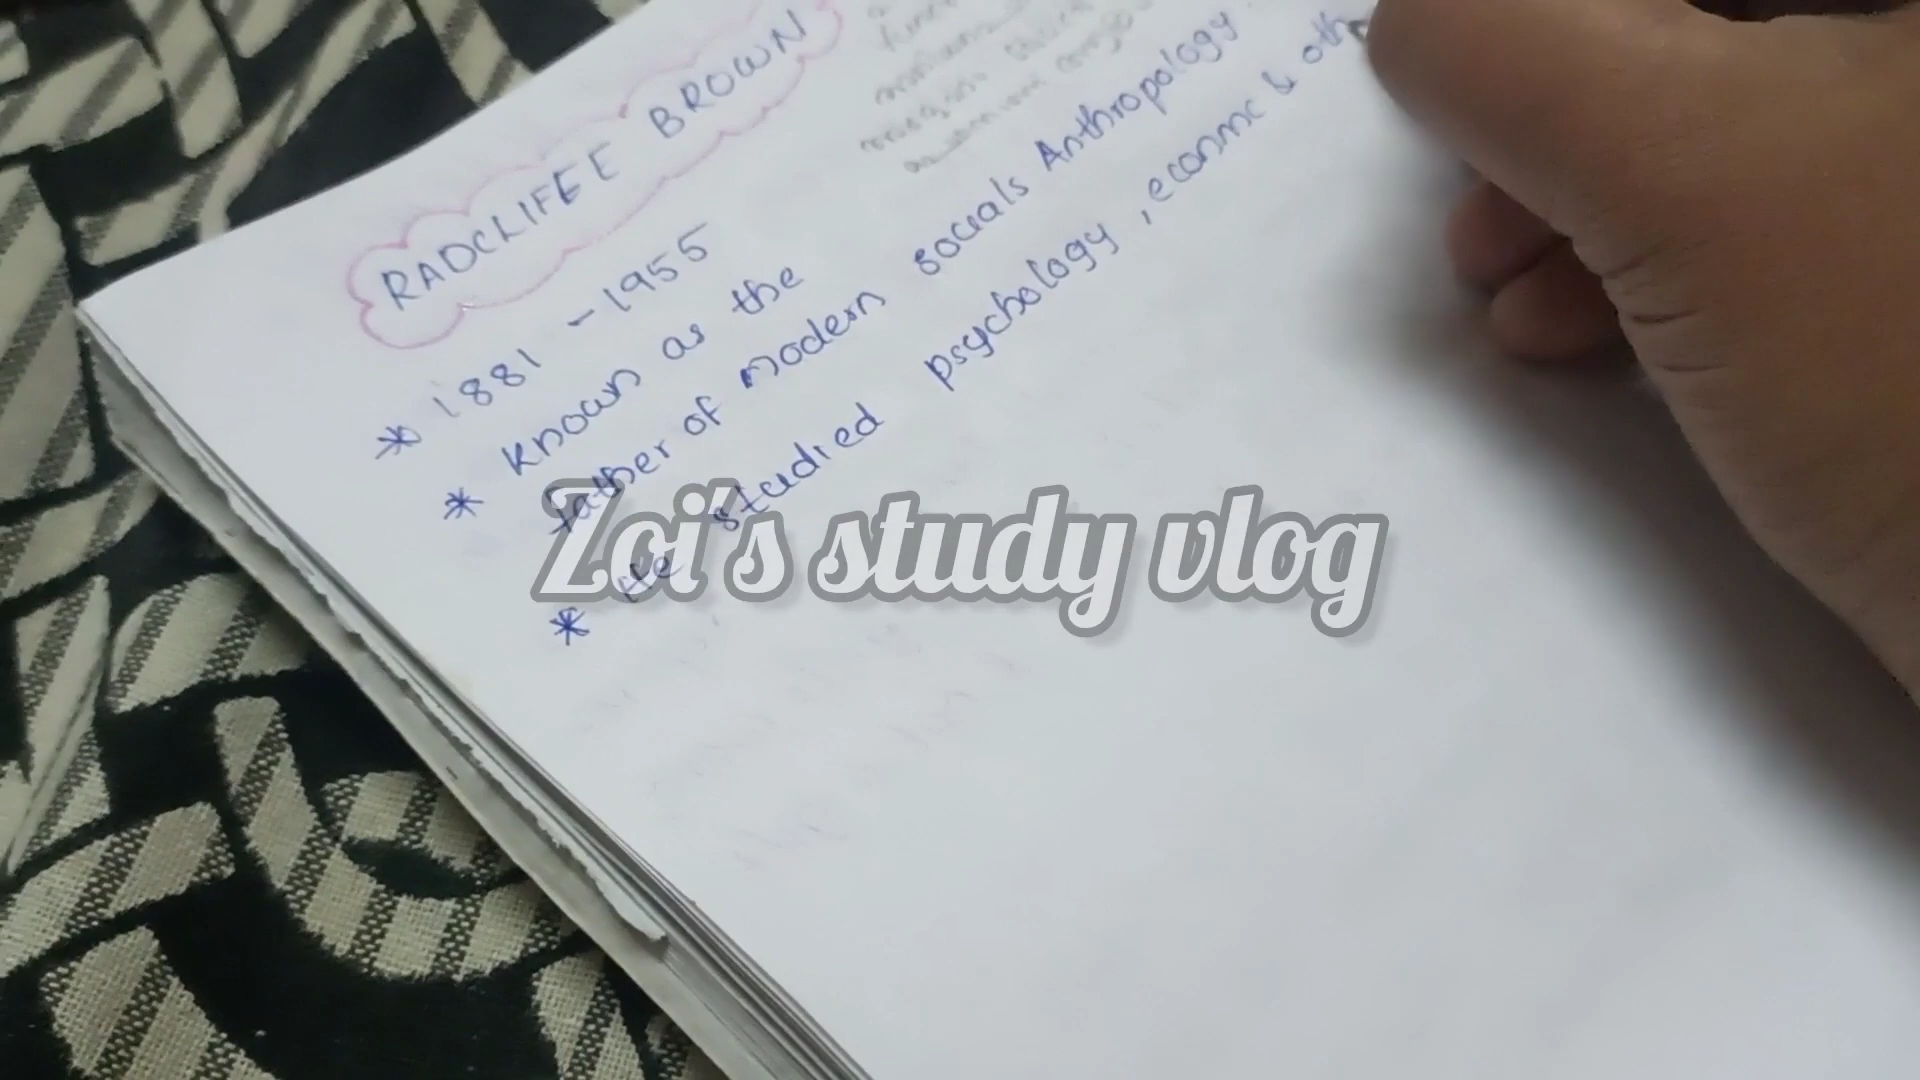 RADCLIFEE BROWN
* 1881 - 1955
* Known as the
father of modern socials Anthropology
* He studied psychology, econmc & oth
Zoi's study vlog